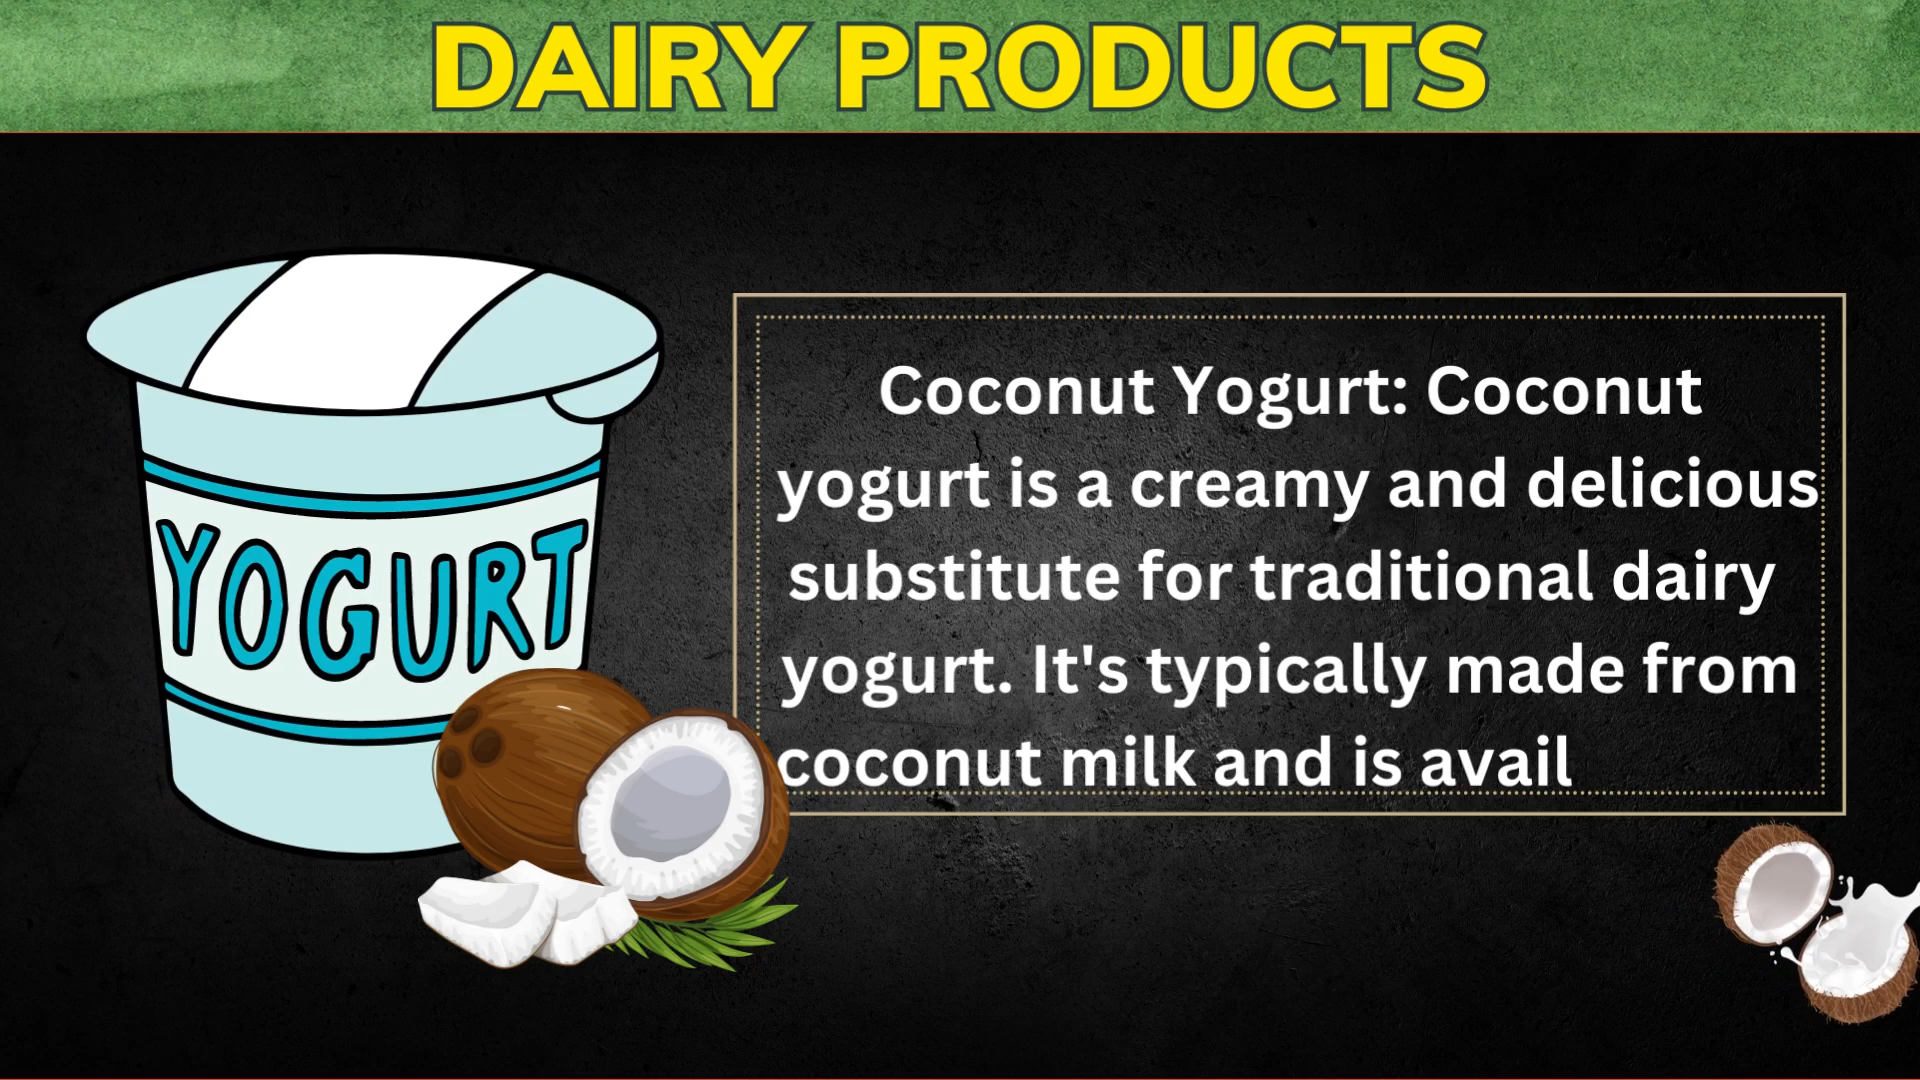 DAIRY PRODUCTS
YOGURT
Coconut Yogurt: Coconut
yogurt is a creamy and delicious
substitute for traditional dairy
yogurt. It's typically made from
coconut milk and is avail